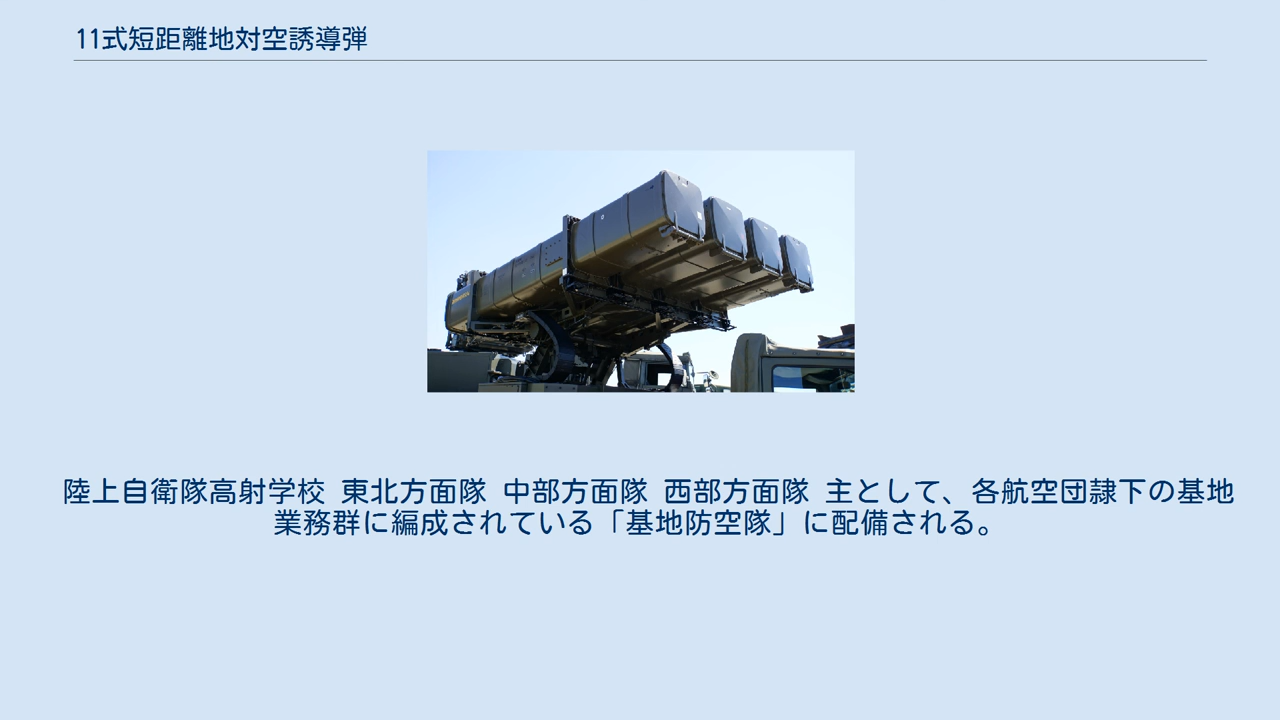 11式短距離地対空誘導弾
陸上自衛隊高射学校 東北方面隊 中部方面隊 西部方面隊 主として、各航空団隷下の基地
業務群に編成されている「基地防空隊」に配備される。